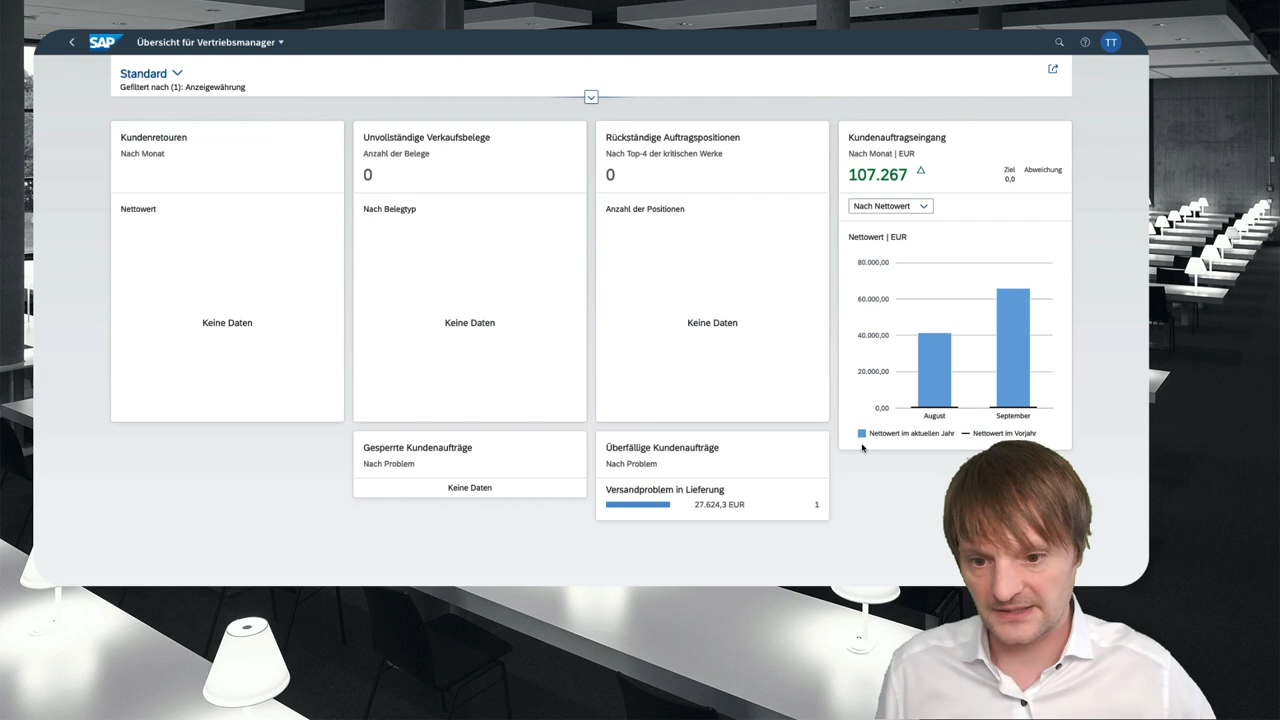 SAP Übersicht für Vertriebsmanager
TT
Standard
Gefiltert nach (1): Anzeigewährung
Kundenretouren
Nach Monat
Nettowert
Keine Daten
Unvollständige Verkaufsbelege
Anzahl der Belege
0
Nach Belegtyp
Keine Daten
Rückständige Auftragspositionen
Nach Top-4 der kritischen Werke
0
Anzahl der Positionen
Keine Daten
Kundenauftragseingang
Nach Monat | EUR
107.267
Ziel Abweichung
0,0
Nach Nettowert
Nettowert | EUR
80.000,00
60.000,00
40.000,00
20.000,00
0,00
August September
Nettowert im aktuellen Jahr Nettowert im Vorjahr
Gesperrte Kundenaufträge
Nach Problem
Keine Daten
Überfällige Kundenaufträge
Nach Problem
Versandproblem in Lieferung
27.624,3 EUR 1